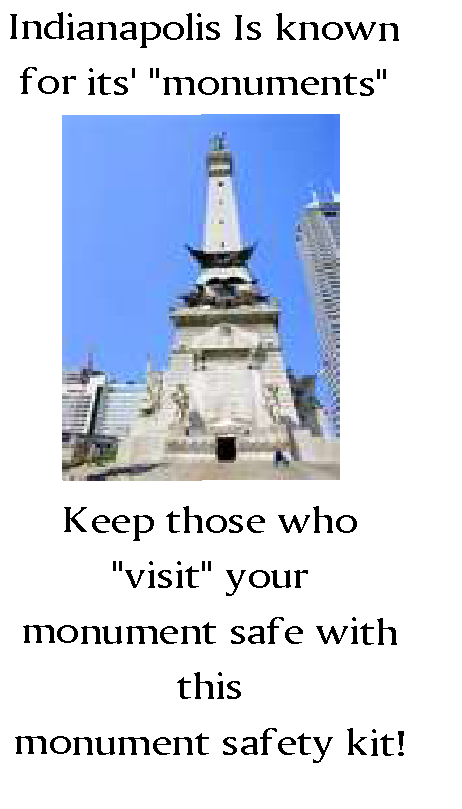 Indianapolis Is known
for its' "monuments"
Keep those who
"visit" your
monument safe with
this
monument safety kit!